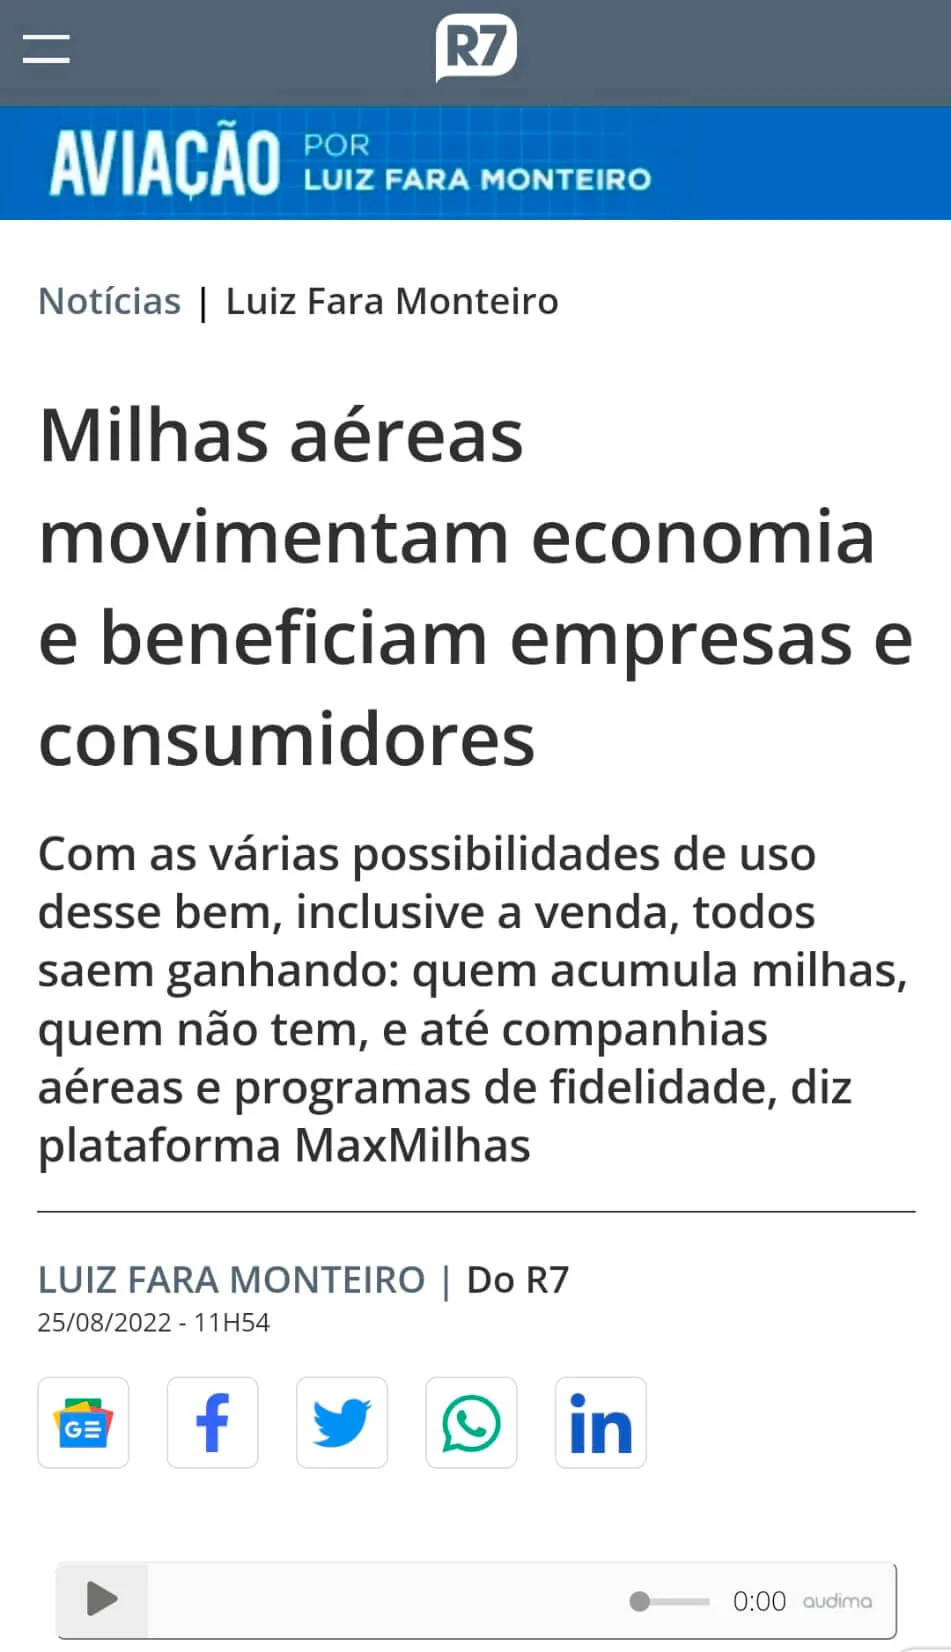 R7
AVIAÇÃO POR
LUIZ FARA MONTEIRO
Notícias | Luiz Fara Monteiro
Milhas aéreas
movimentam economia
e beneficiam empresas e
consumidores
Com as várias possibilidades de uso
desse bem, inclusive a venda, todos
saem ganhando: quem acumula milhas,
quem não tem, e até companhias
aéreas e programas de fidelidade, diz
plataforma MaxMilhas
LUIZ FARA MONTEIRO | Do R7
25/08/2022 - 11H54
GE f in
0:00 audima